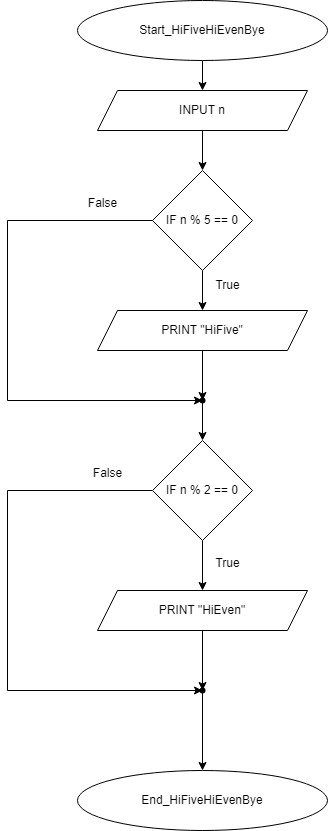 Start_HiFiveHiEvenBye
INPUT n
False
IF n % 5 == 0
True
PRINT "HiFive"
False
IF n % 2 == 0
True
PRINT "HiEven"
End_HiFiveHiEvenBye